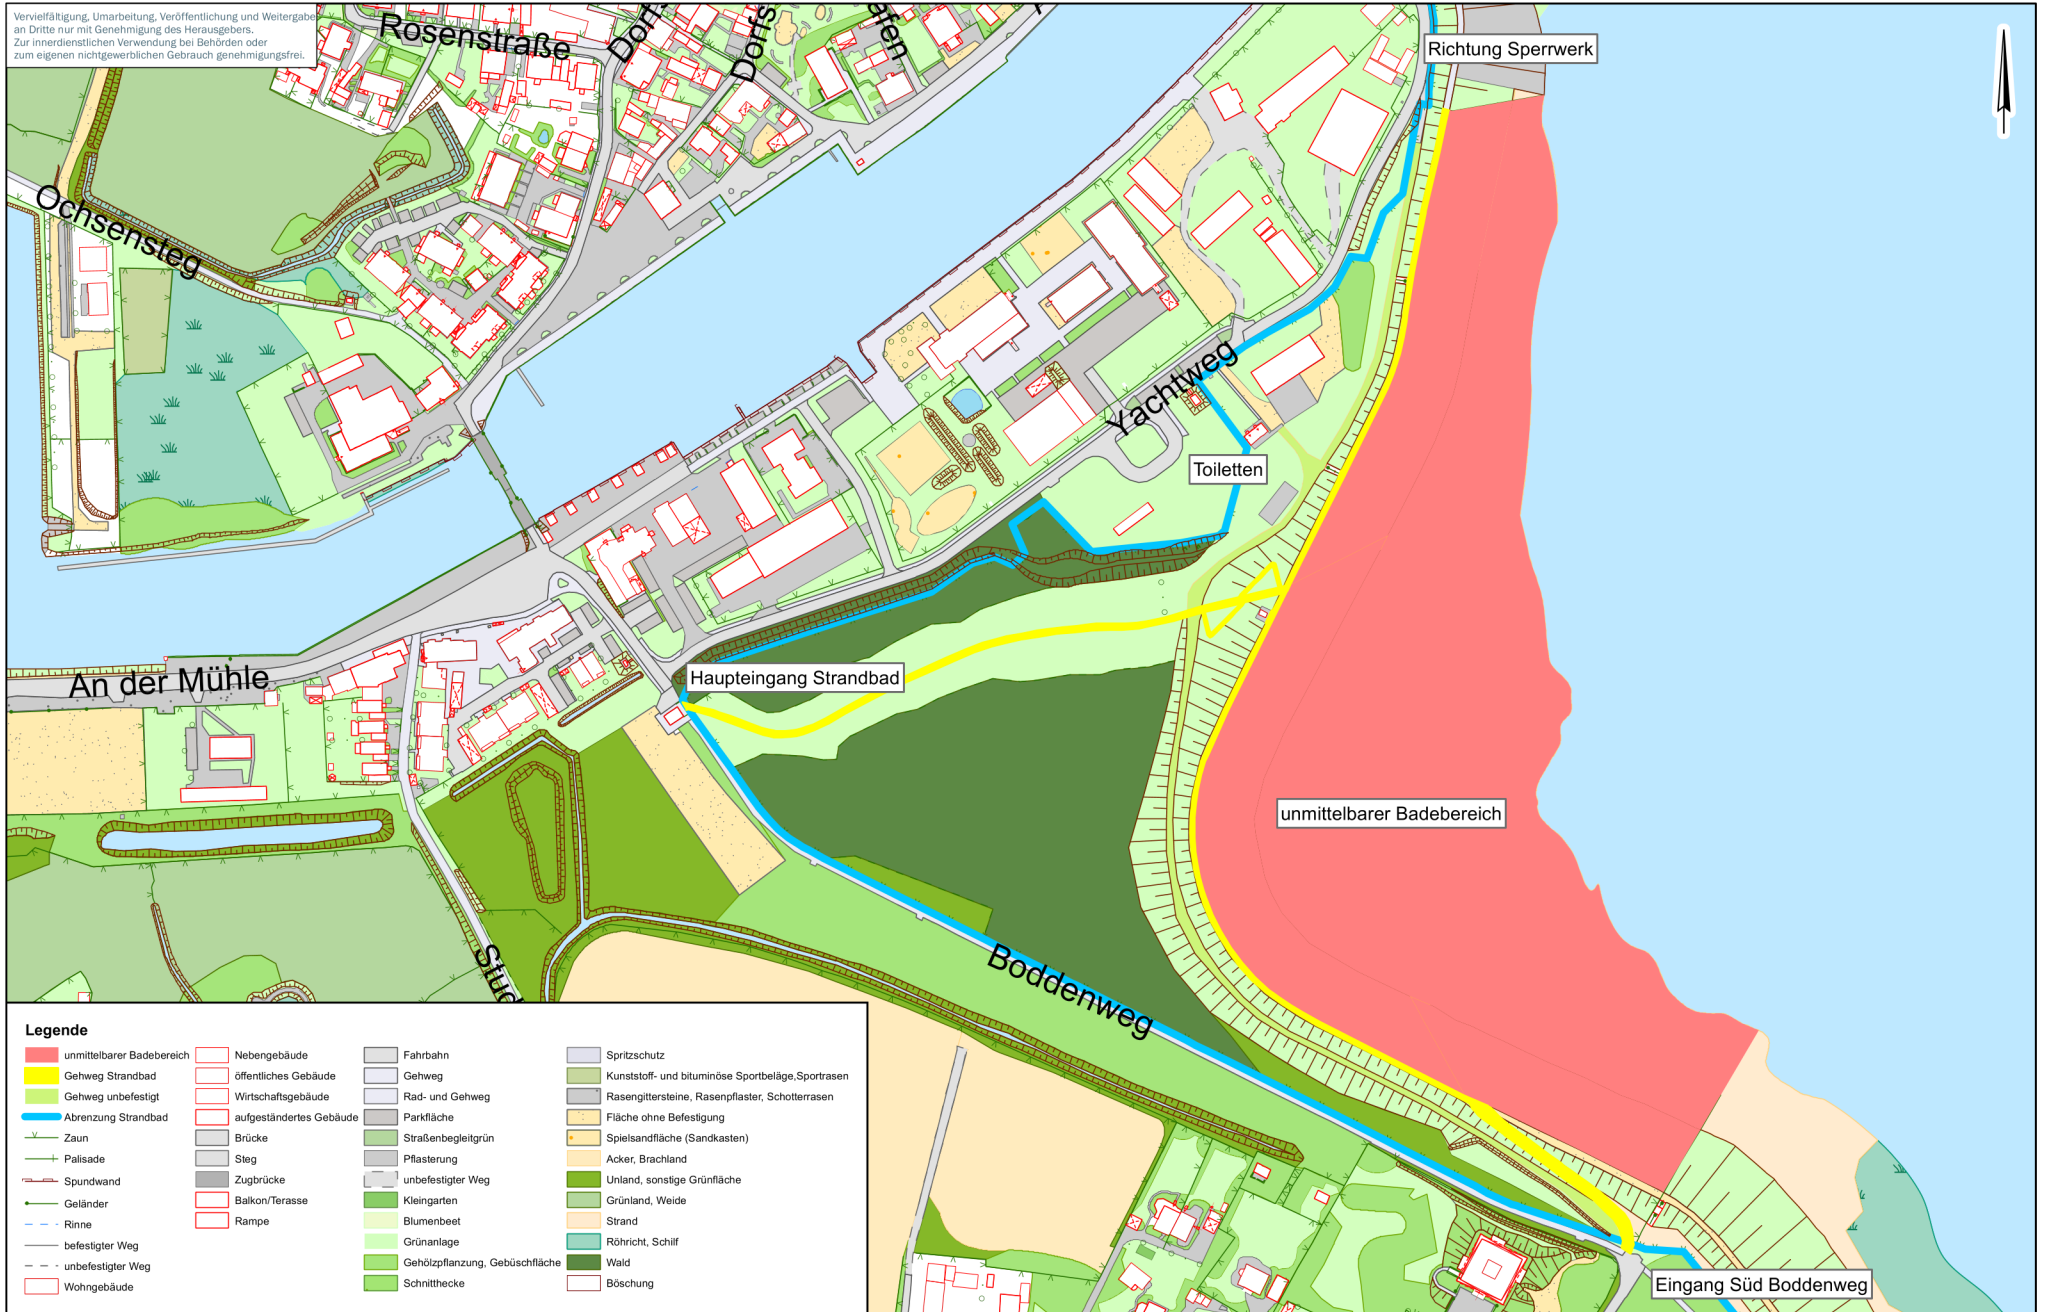 Vervielfältigung, Umarbeitung, Veröffentlichung und Weitergabe
an Dritte nur mit Genehmigung des Herausgebers.
Zur innerdienstlichen Verwendung bei Behörden oder
zum eigenen nichtgewerblichen Gebrauch genehmigungsfrei.
Rosenstraße
Richtung Sperrwerk
Ochsensteg
Yachtweg
Toiletten
Haupteingang Strandbad
An der Mühle
unmittelbarer Badebereich
Boddenweg
Stud
Eingang Süd Boddenweg
Legende
unmittelbarer Badebereich
Gehweg Strandbad
Gehweg unbefestigt
Abrenzung Strandbad
Zaun
Palisade
Spundwand
Geländer
Rinne
befestigter Weg
unbefestigter Weg
Wohngebäude
Nebengebäude
öffentliches Gebäude
Wirtschaftsgebäude
aufgeständertes Gebäude
Brücke
Steg
Zugbrücke
Balkon/Terasse
Rampe
Fahrbahn
Gehweg
Rad- und Gehweg
Parkfläche
Straßenbegleitgrün
Pflasterung
unbefestigter Weg
Kleingarten
Blumenbeet
Grünanlage
Gehölzpflanzung, Gebüschfläche
Schnitthecke
Spritzschutz
Kunststoff- und bituminöse Sportbeläge,Sportrasen
Rasengittersteine, Rasenpflaster, Schotterrasen
Fläche ohne Befestigung
Spielsandfläche (Sandkasten)
Acker, Brachland
Unland, sonstige Grünfläche
Grünland, Weide
Strand
Röhricht, Schilf
Wald
Böschung